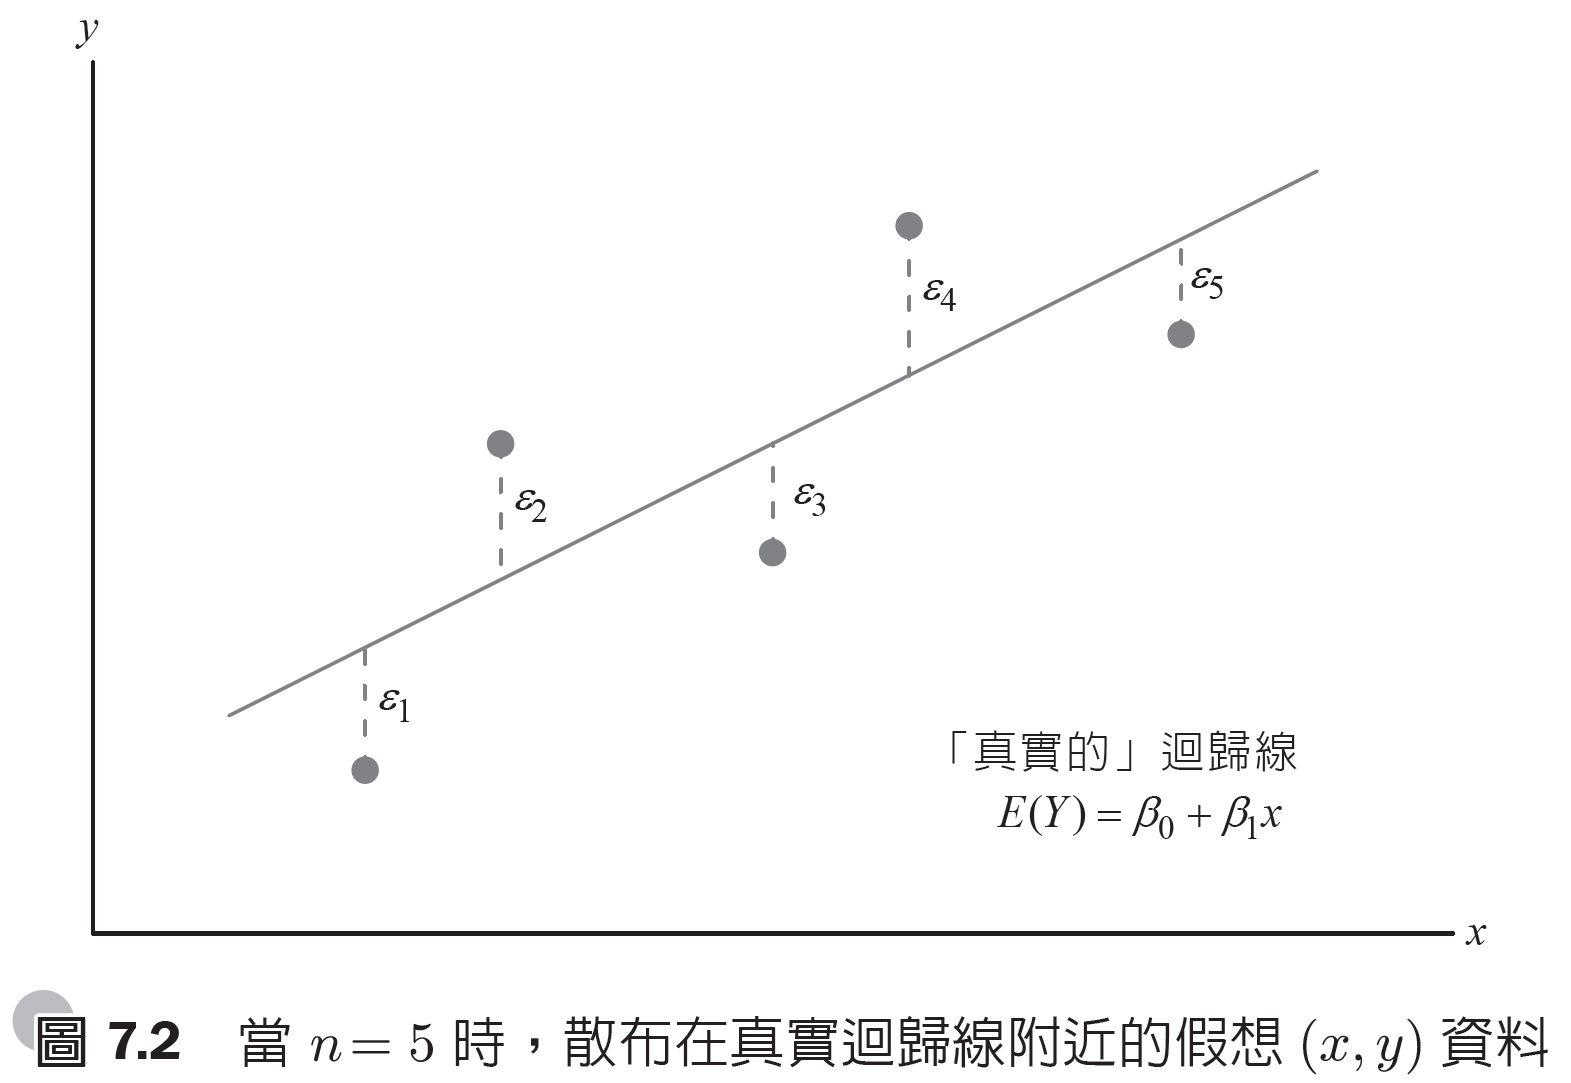 y
ε4
ε5
ε2
ε3
ε1
「真實的」迴歸線
E(Y) = β0 + β1x
x
圖 7.2 當 n = 5 時，散布在真實迴歸線附近的假想 (x, y) 資料